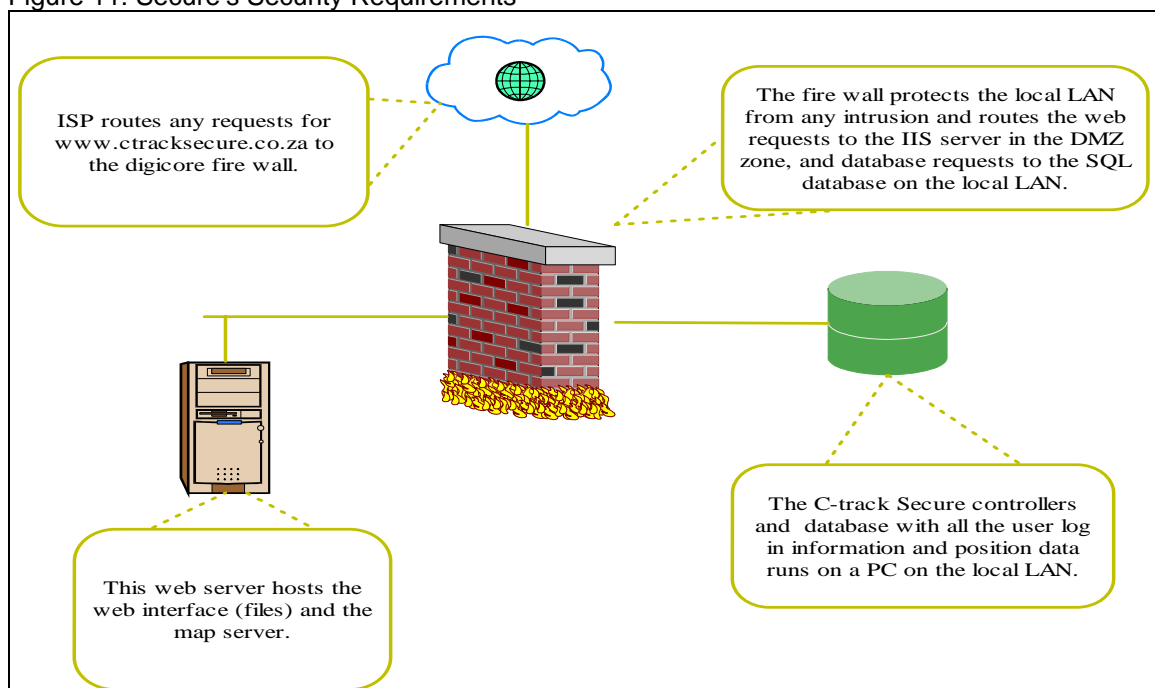 Figure 11: Secure's Security Requirements
ISP routes any requests for
www.ctracksecure.co.za to
the digicore fire wall.
The fire wall protects the local LAN
from any intrusion and routes the web
requests to the IIS server in the DMZ
zone, and database requests to the SQL
database on the local LAN.
This web server hosts the
web interface (files) and the
map server.
The C-track Secure controllers
and database with all the user log
in information and position data
runs on a PC on the local LAN.